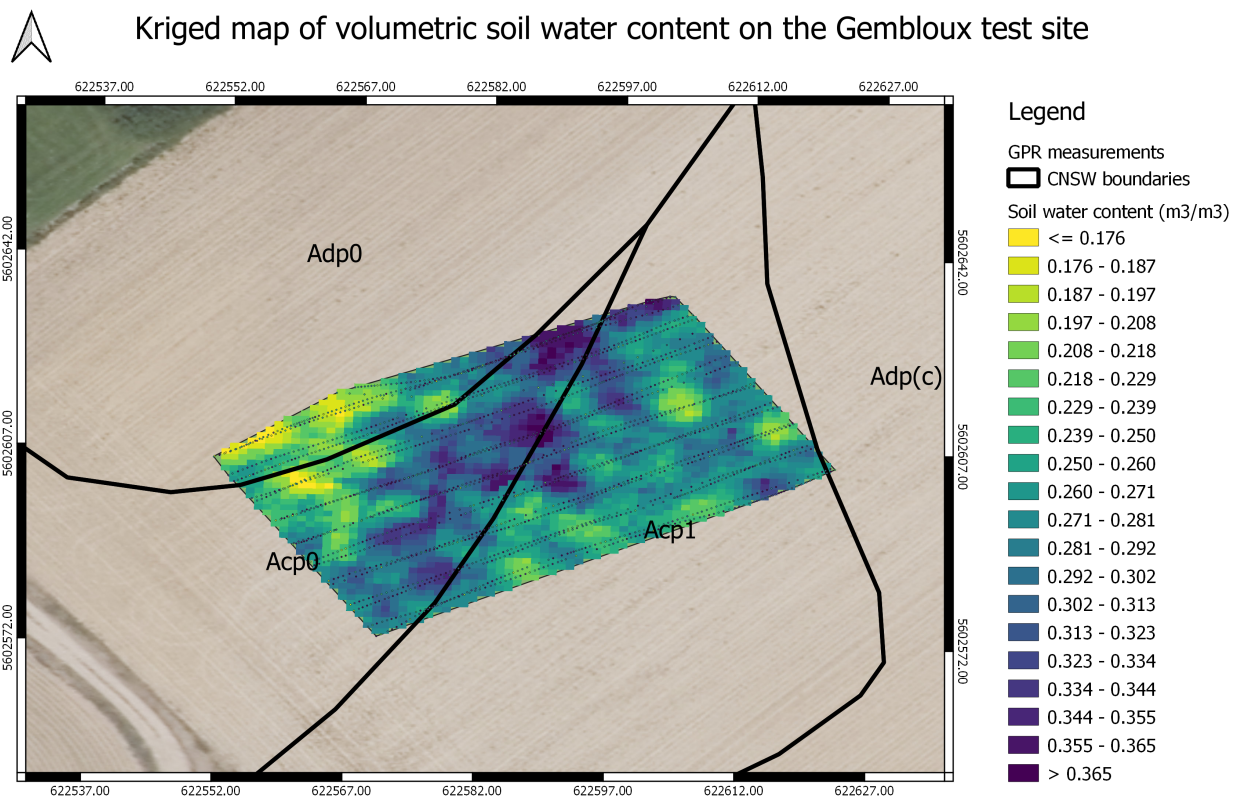 Kriged map of volumetric soil water content on the Gembloux test site
622537.00 622552.00 622567.00 622582.00 622597.00 622612.00 622627.00
5602642.00
5602607.00
5602572.00
Adp0
Adp(c)
Acp1
Acp0
5602642.00
5602607.00
5602572.00
622537.00 622552.00 622567.00 622582.00 622597.00 622612.00 622627.00
Legend
GPR measurements
CNSW boundaries
Soil water content (m3/m3)
<= 0.176
0.176 - 0.187
0.187 - 0.197
0.197 - 0.208
0.208 - 0.218
0.218 - 0.229
0.229 - 0.239
0.239 - 0.250
0.250 - 0.260
0.260 - 0.271
0.271 - 0.281
0.281 - 0.292
0.292 - 0.302
0.302 - 0.313
0.313 - 0.323
0.323 - 0.334
0.334 - 0.344
0.344 - 0.355
0.355 - 0.365
> 0.365